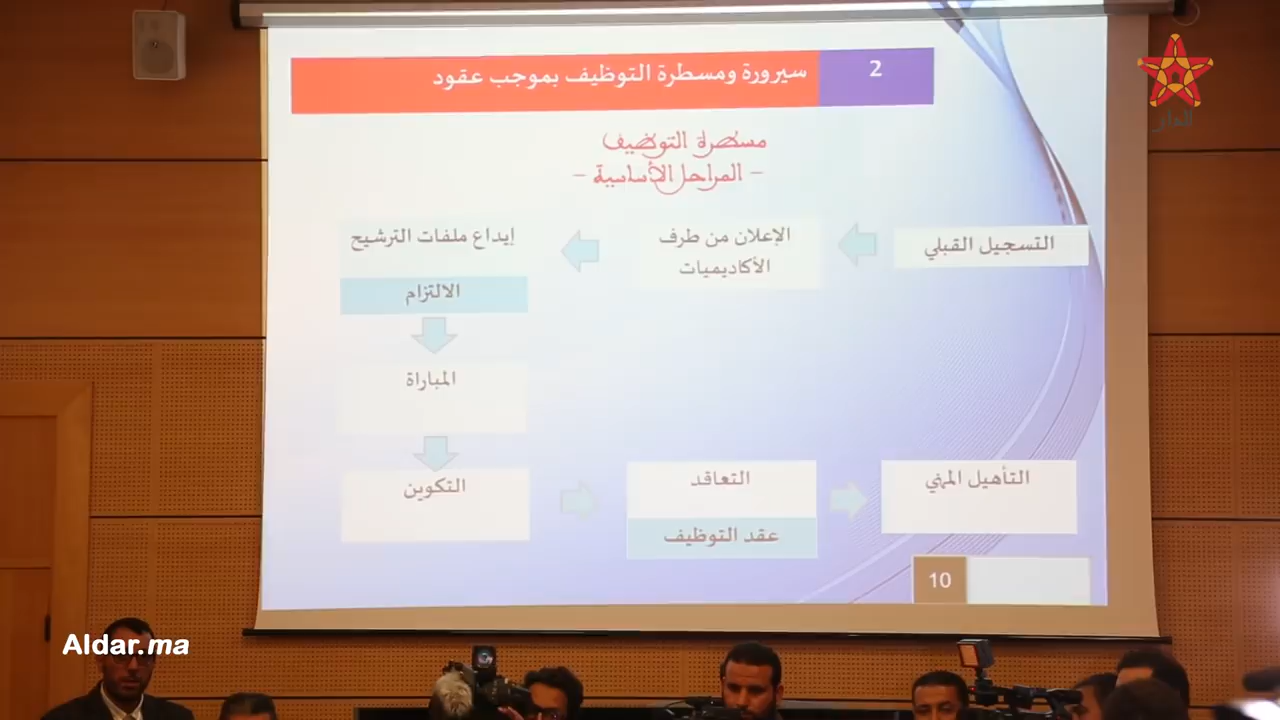 2
سيرورة ومسطرة التوظيف بموجب عقود
مسطرة التوظيف
- المراحل الأساسية -
التسجيل القبلي
الإعلان من طرف
الأكاديميات
إيداع ملفات الترشيح
الالتزام
المباراة
التكوين
التعاقد
عقد التوظيف
التأهيل المهني
10
الدار
Aldar.ma